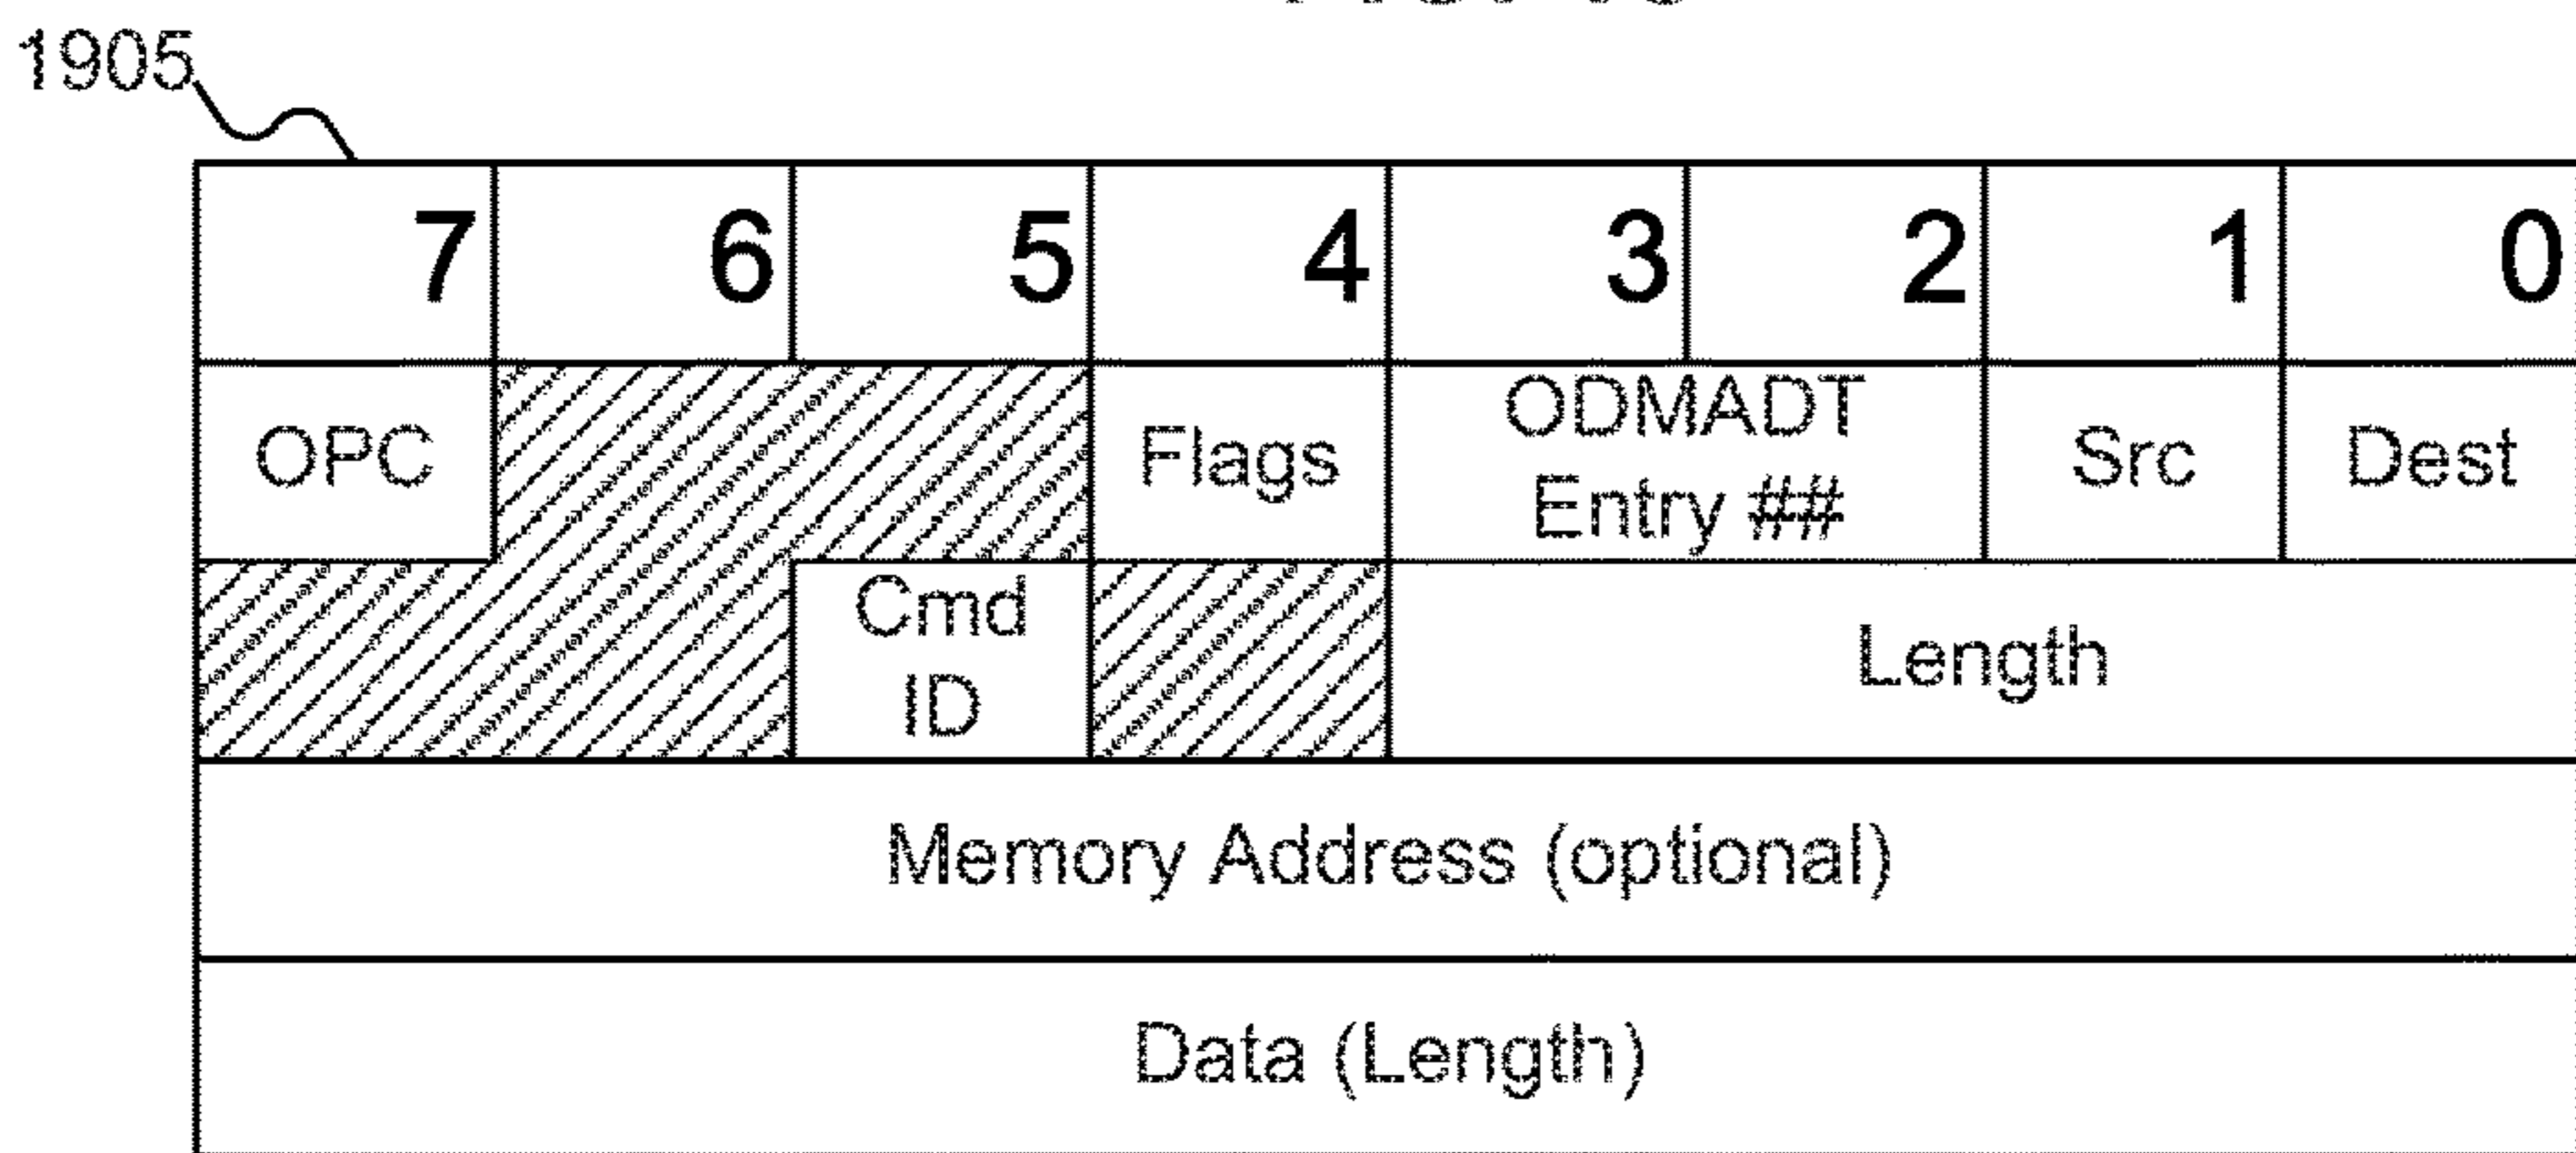 1905
7 6 5 4 3 2 1 0
OPC Flags ODMADT Entry ## Src Dest
Cmd ID Length
Memory Address (optional)
Data (Length)